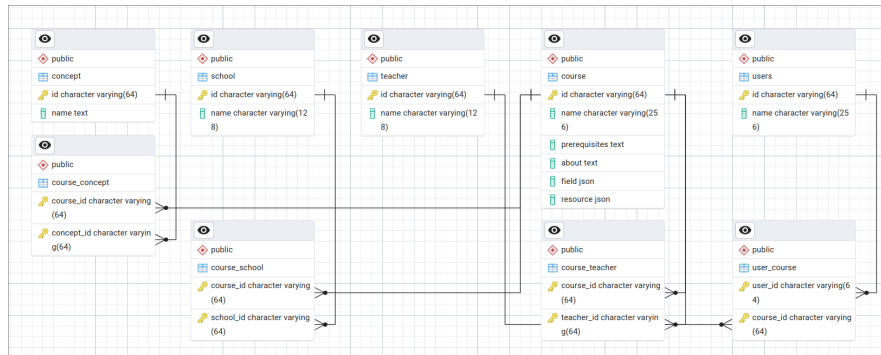 public
concept
id character varying(64)
name text
public
school
id character varying(64)
name character varying(12
8)
public
teacher
id character varying(64)
name character varying(12
8)
public
course
id character varying(64)
name character varying(25
6)
prerequisites text
about text
field json
resource json
public
users
id character varying(64)
name character varying(25
6)
public
course_concept
course_id character varying
(64)
concept_id character varyin
g(64)
public
course_school
course_id character varying
(64)
school_id character varying
(64)
public
course_teacher
course_id character varying
(64)
teacher_id character varyin
g(64)
public
user_course
user_id character varying(6
4)
course_id character varying
(64)